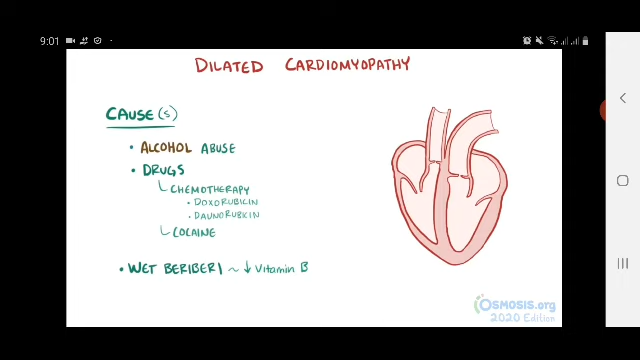 9:01
DILATED CARDIOMYOPATHY
CAUSE(S)
• ALCOHOL ABUSE
• DRUGS
CHEMOTHERAPY
• DOXORUBICIN
• DAUNORUBICIN
COCAINE
• WET BERIBERI ~ ↓ Vitamin B
OSMOSIS.org
2020 Edition